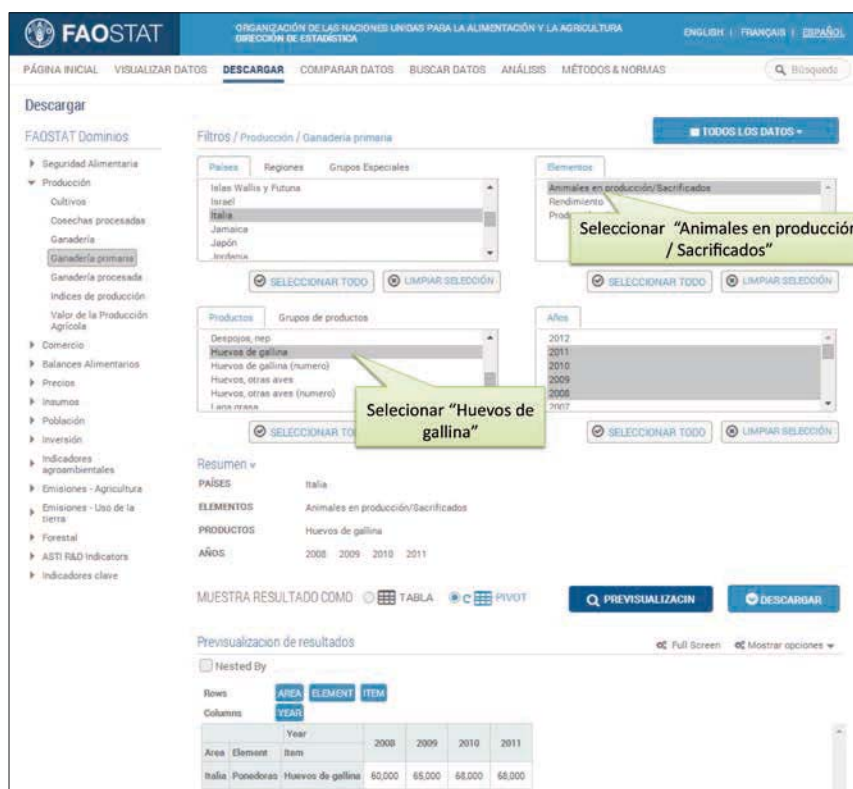 FAOSTAT
ORGANIZACIÓN DE LAS NACIONES UNIDAS PARA LA ALIMENTACIÓN Y LA AGRICULTURA
DIRECCIÓN DE ESTADÍSTICA
ENGLISH | FRANÇAIS | ESPAÑOL
PÁGINA INICIAL VISUALIZAR DATOS DESCARGAR COMPARAR DATOS BUSCAR DATOS ANÁLISIS MÉTODOS & NORMAS Búsqueda
Descargar
FAOSTAT Dominios
Seguridad Alimentaria
Producción
Cultivos
Cosechas procesadas
Ganadería
Ganadería primaria
Ganadería procesada
Indices de producción
Valor de la Producción
Agrícola
Comercio
Balances Alimentarios
Precios
Insumos
Población
Inversión
Indicadores
agroambientales
Emisiones - Agricultura
Emisiones - Uso de la
tierra
Forestal
ASTI R&D Indicators
Indicadores clave
Filtros / Producción / Ganadería primaria
TODOS LOS DATOS
Países Regiones Grupos Especiales
Islas Wallis y Futuna
Israel
Italia
Jamaica
Japón
Jordania
SELECCIONAR TODO LIMPIAR SELECCIÓN
Elementos
Animales en producción/Sacrificados
Rendimiento
Seleccionar “Animales en producción
/ Sacrificados”
SELECCIONAR TODO LIMPIAR SELECCIÓN
Productos Grupos de productos
Despojos, nep
Huevos de gallina
Huevos de gallina (numero)
Huevos, otras aves
Huevos, otras aves (numero)
Lana grasa
Selecionar “Huevos de
gallina”
SELECCIONAR TO
Años
2012
2011
2010
2009
2008
2007
SELECCIONAR TODO LIMPIAR SELECCIÓN
Resumen
PAÍSES Italia
ELEMENTOS Animales en producción/Sacrificados
PRODUCTOS Huevos de gallina
AÑOS 2008 2009 2010 2011
MUESTRA RESULTADO COMO TABLA C PIVOT PREVISUALIZACIN DESCARGAR
Previsualizacion de resultados Full Screen Mostrar opciones
Nested By
Rows AREA ELEMENT ITEM
Columns YEAR
Year 2008 2009 2010 2011
Area Element Item
Italia Ponedoras Huevos de gallina 60,000 65,000 68,000 68,000